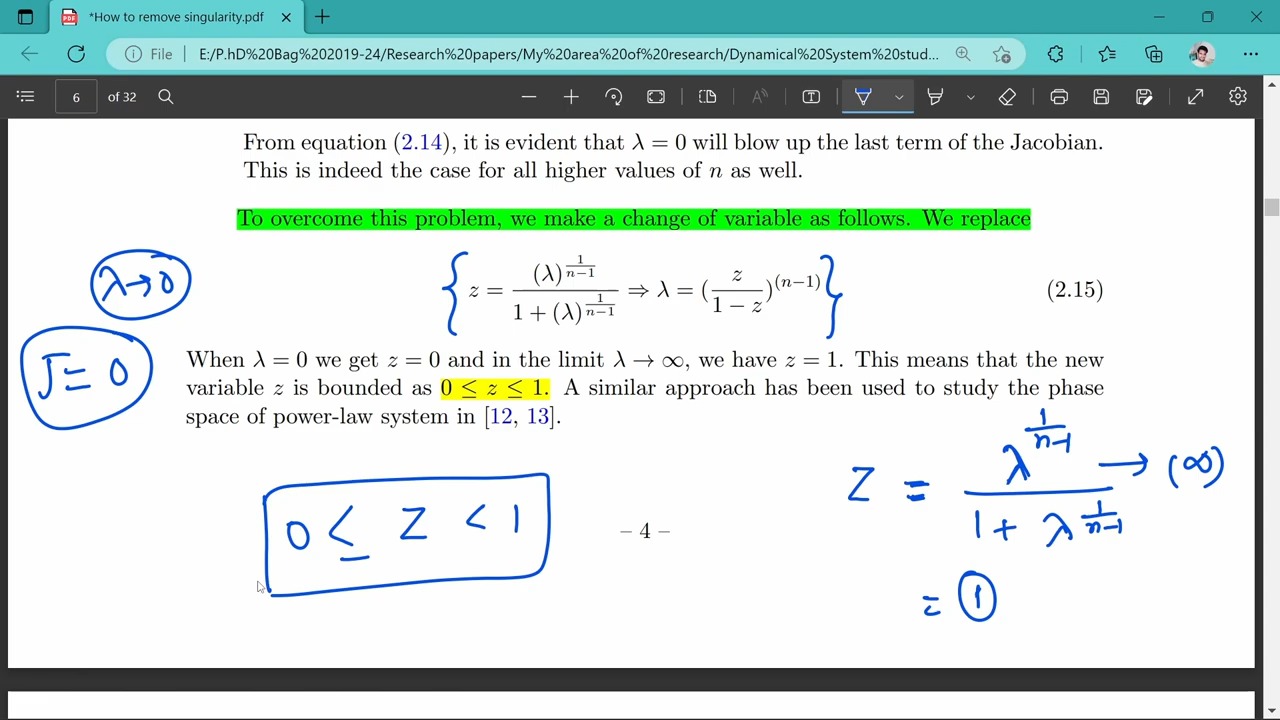 *How to remove singularity.pdf
File E:/P.hD%20Bag%202019-24/Research%20papers/My%20area%20of%20research/Dynamical%20System%20stud...
6 of 32
From equation (2.14), it is evident that λ = 0 will blow up the last term of the Jacobian.
This is indeed the case for all higher values of n as well.
To overcome this problem, we make a change of variable as follows. We replace
λ→0
z = (λ)^{1/(n−1)} / (1 + (λ)^{1/(n−1)}) ⇒ λ = (z/(1 − z))^{(n−1)} (2.15)
J = 0
When λ = 0 we get z = 0 and in the limit λ → ∞, we have z = 1. This means that the new
variable z is bounded as 0 ≤ z ≤ 1. A similar approach has been used to study the phase
space of power-law system in [12, 13].
Z = λ^{1/(n-1)} / (1 + λ^{1/(n-1)}) → (∞)
0 ≤ Z < 1
– 4 –
= 1